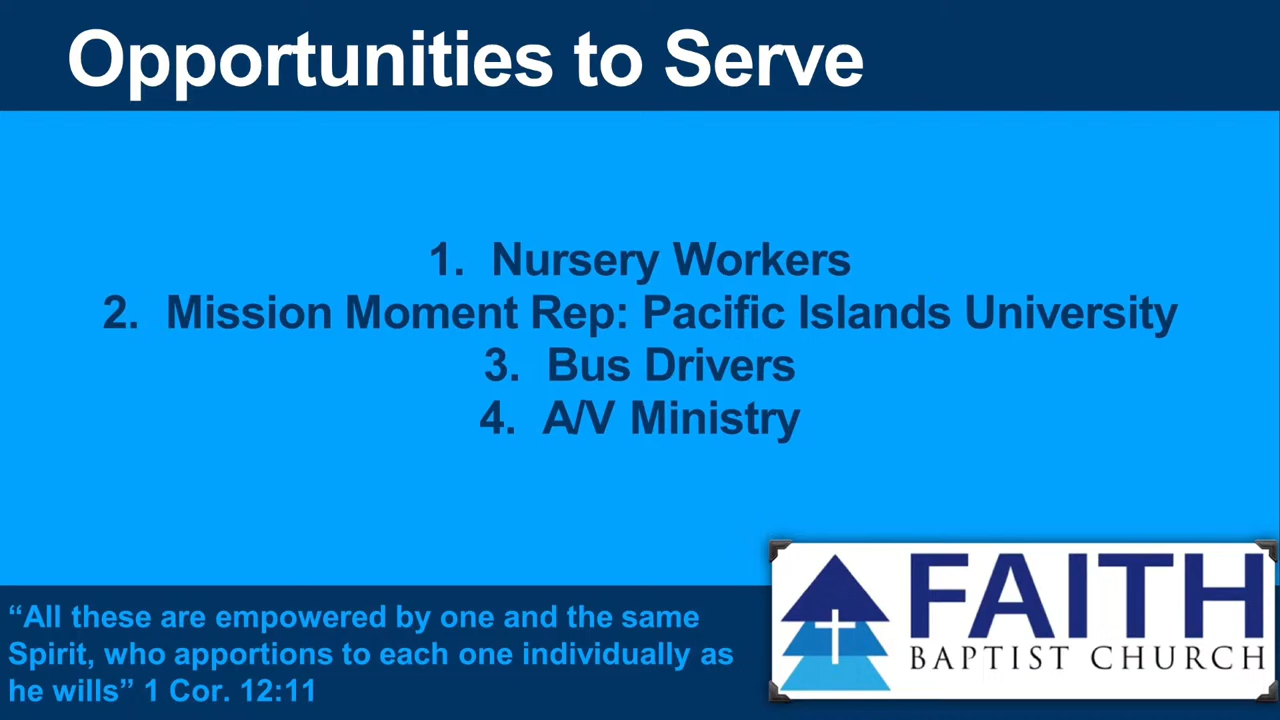 Opportunities to Serve
1. Nursery Workers
2. Mission Moment Rep: Pacific Islands University
3. Bus Drivers
4. A/V Ministry
“All these are empowered by one and the same
Spirit, who apportions to each one individually as
he wills” 1 Cor. 12:11
FAITH
BAPTIST CHURCH